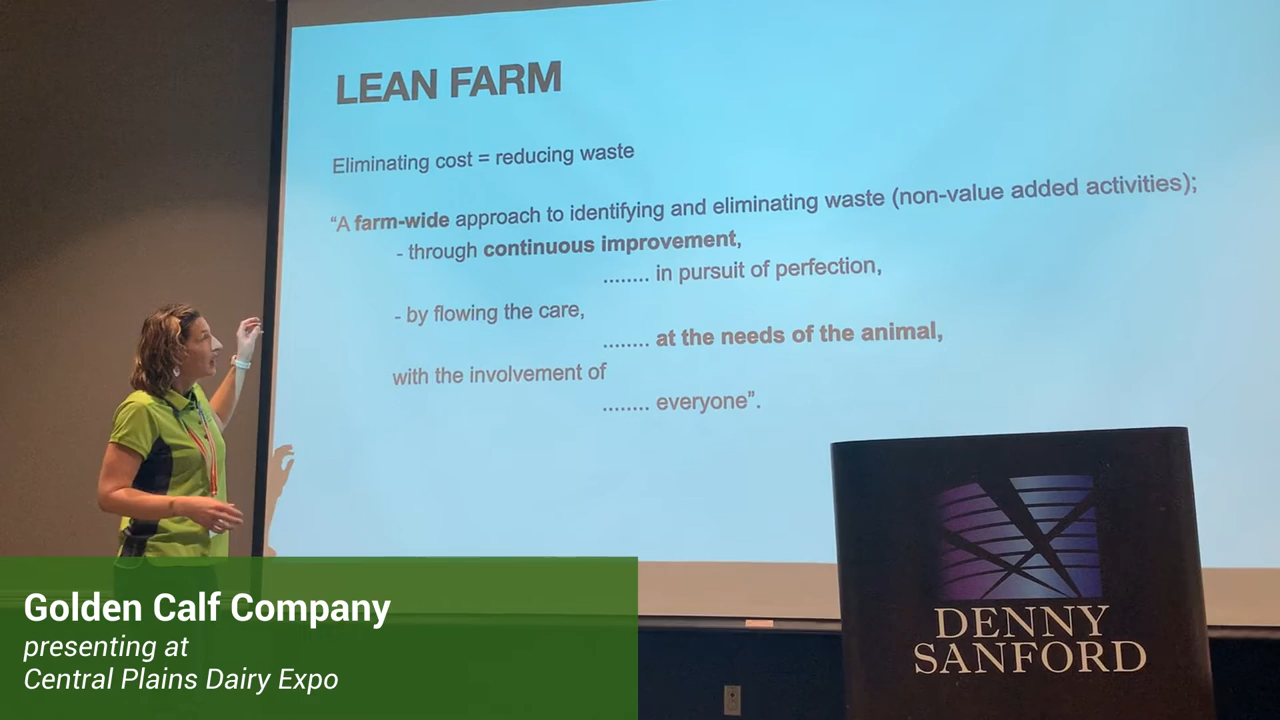 LEAN FARM
Eliminating cost = reducing waste
“A farm-wide approach to identifying and eliminating waste (non-value added activities);
- through continuous improvement,
........ in pursuit of perfection,
- by flowing the care,
........ at the needs of the animal,
with the involvement of
........ everyone”.
DENNY
SANFORD
Golden Calf Company
presenting at
Central Plains Dairy Expo